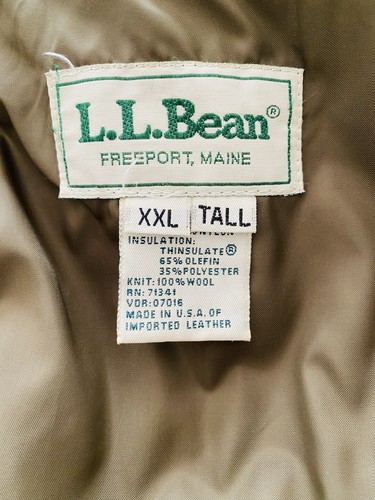 L.L.Bean®
FREEPORT, MAINE
XXL TALL
INSULATION:
THINSULATE®
65% OLEFIN
35% POLYESTER
KNIT: 100% WOOL
RN: 71341
VDR: 07016
MADE IN U.S.A. OF
IMPORTED LEATHER